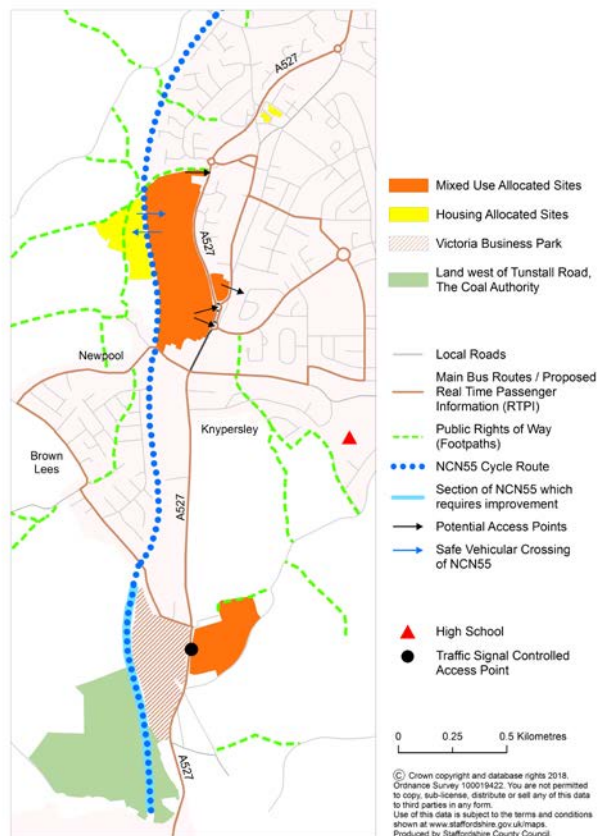 A527
A527
Newpool
Knypersley
Brown
Lees
A527
A527
Mixed Use Allocated Sites
Housing Allocated Sites
Victoria Business Park
Land west of Tunstall Road,
The Coal Authority
Local Roads
Main Bus Routes / Proposed
Real Time Passenger
Information (RTPI)
Public Rights of Way
(Footpaths)
NCN55 Cycle Route
Section of NCN55 which
requires improvement
Potential Access Points
Safe Vehicular Crossing
of NCN55
High School
Traffic Signal Controlled
Access Point
0 0.25 0.5 Kilometres
© Crown copyright and database rights 2018.
Ordnance Survey 100019422. You are not permitted
to copy, sub-license, distribute or sell any of this data
to third parties in any form.
Use of this data is subject to the terms and conditions
shown at www.staffordshire.gov.uk/maps.
Produced by Staffordshire County Council.